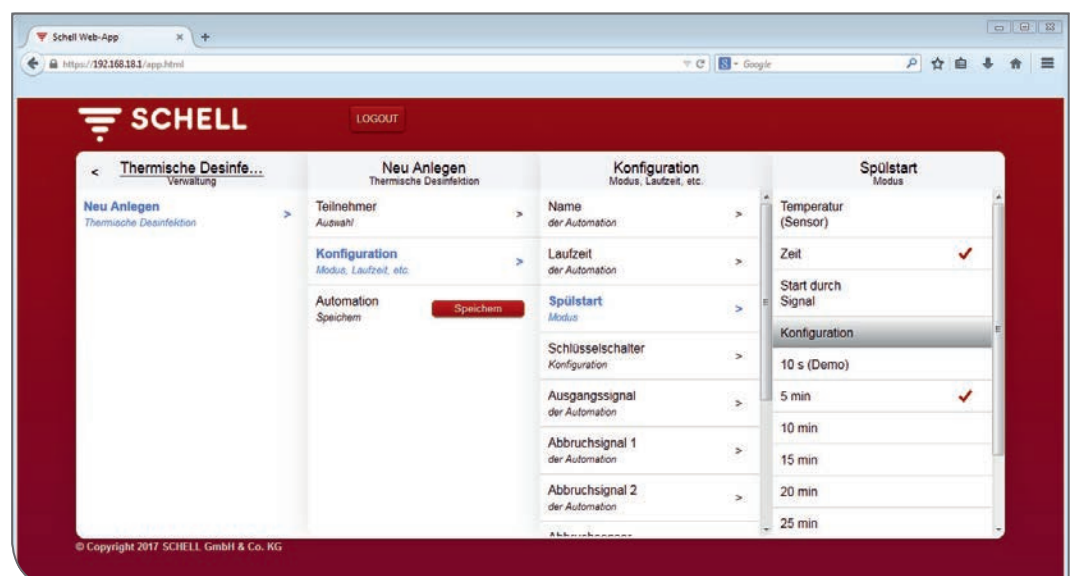 Schell Web-App
https://192.168.18.1/app.html
Google
SCHELL
LOGOUT
< Thermische Desinfe...
Verwaltung
Neu Anlegen >
Thermische Desinfektion
Neu Anlegen
Thermische Desinfektion
Teilnehmer >
Auswahl
Konfiguration >
Modus, Laufzeit, etc.
Automation
Speichern
Speichern
Konfiguration
Modus, Laufzeit, etc.
Name >
der Automation
Laufzeit >
der Automation
Spülstart >
Modus
Schlüsselschalter >
Konfiguration
Ausgangssignal >
der Automation
Abbruchsignal 1 >
der Automation
Abbruchsignal 2 >
der Automation
Spülstart
Modus
Temperatur
(Sensor)
Zeit
Start durch
Signal
Konfiguration
10 s (Demo)
5 min
10 min
15 min
20 min
25 min
© Copyright 2017 SCHELL GmbH & Co. KG